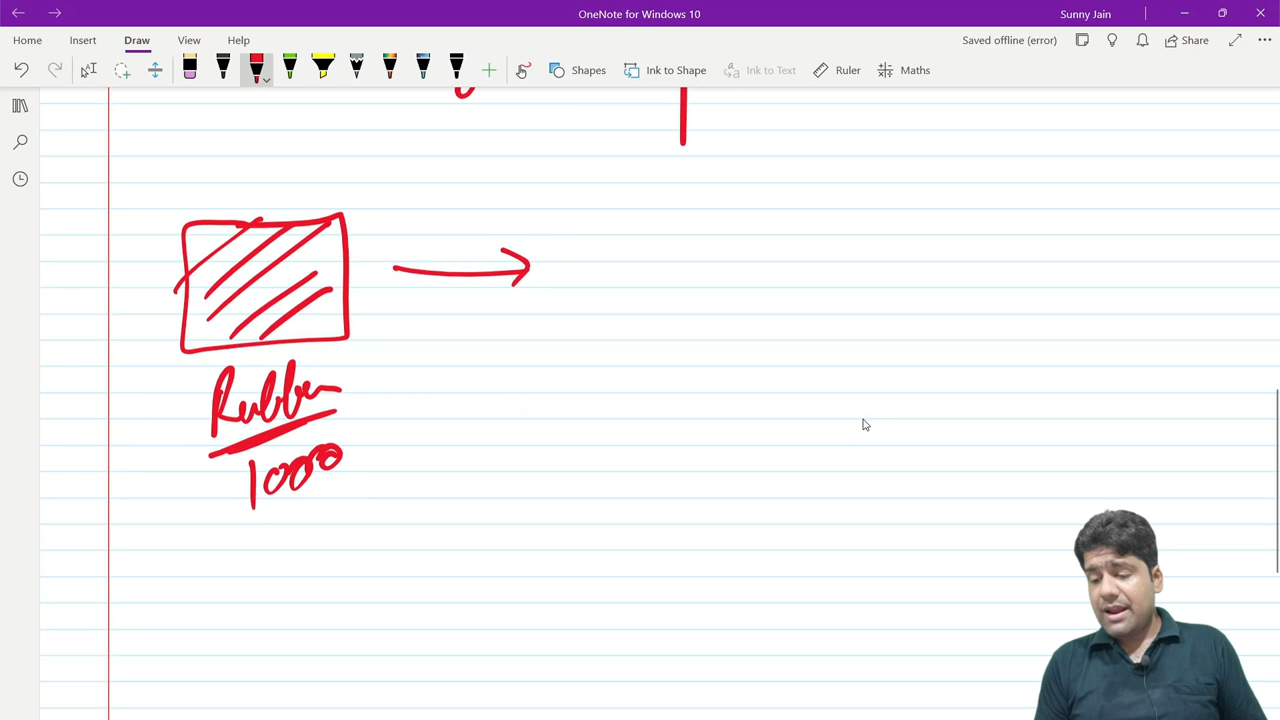 OneNote for Windows 10
Sunny Jain
Home Insert Draw View Help
Saved offline (error)
Share
Shapes
Ink to Shape
Ink to Text
Ruler
Maths
Rubber
1000